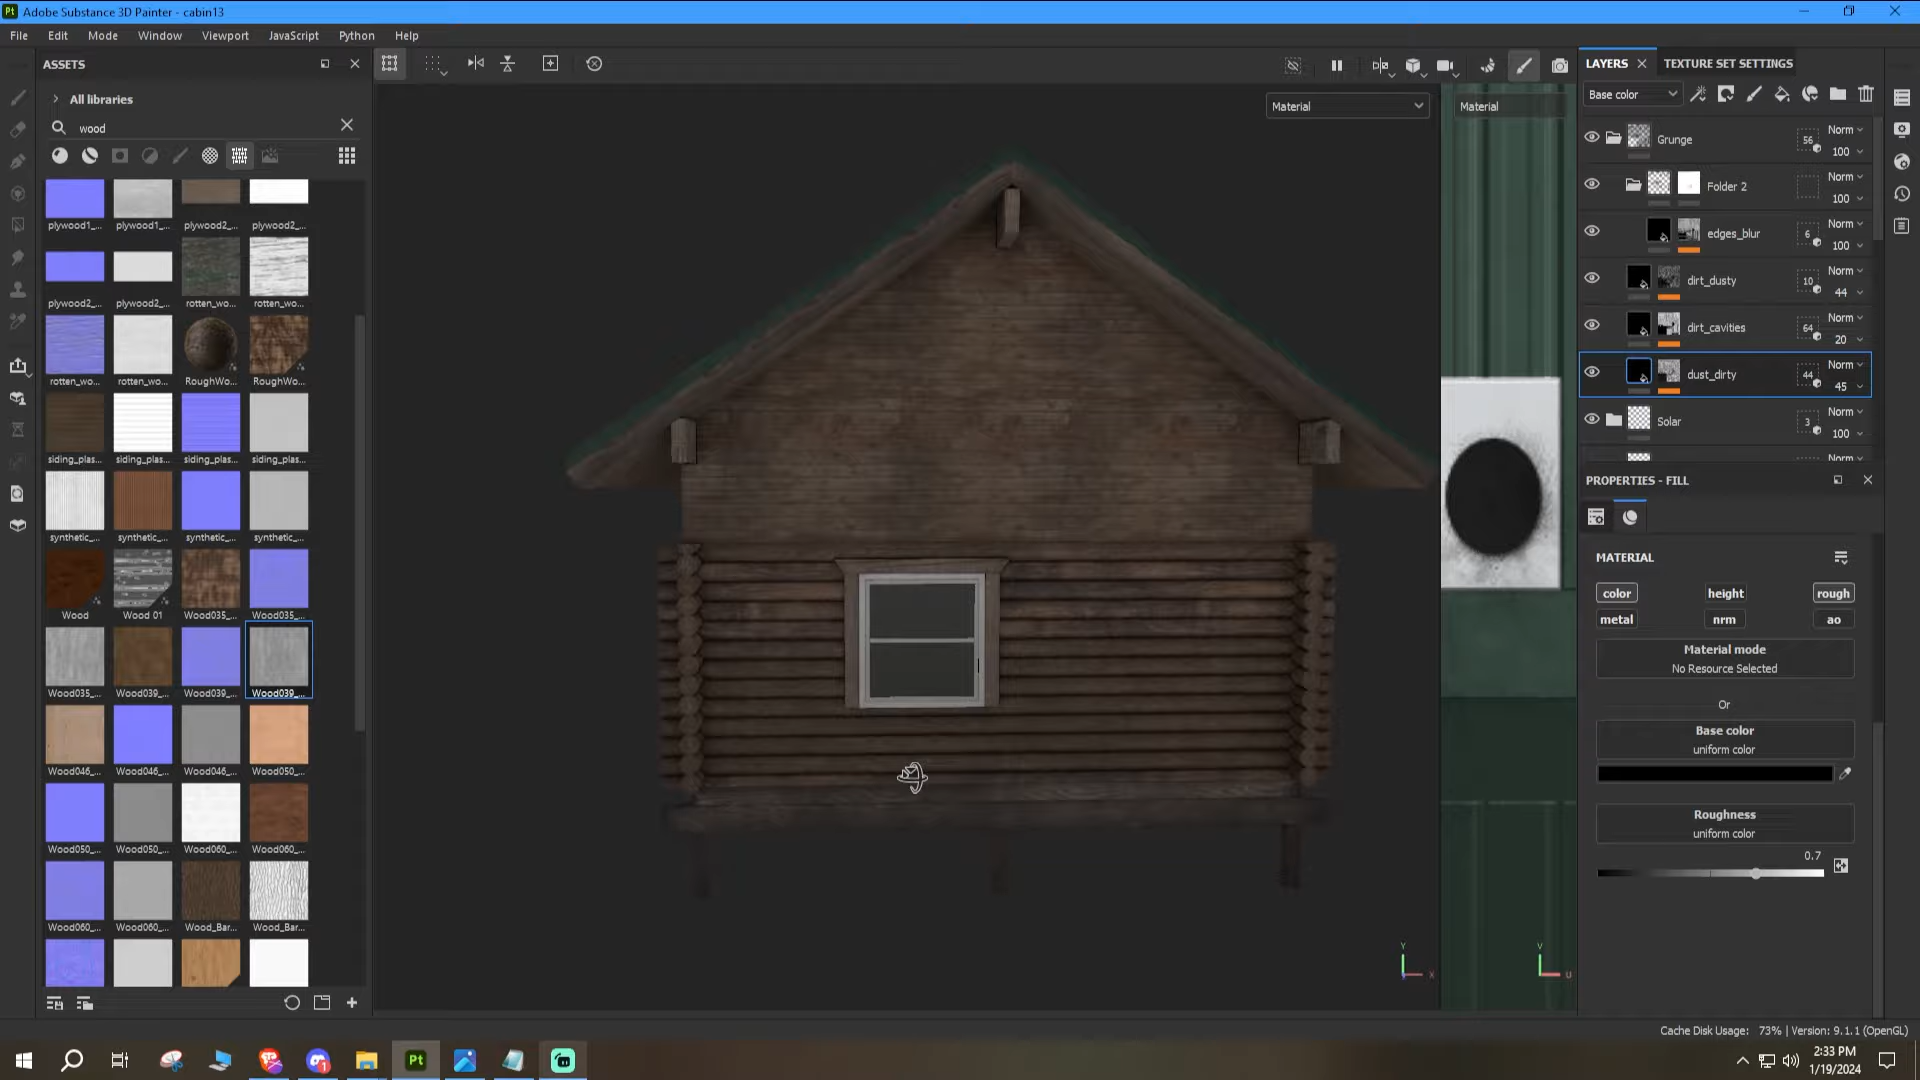 Adobe Substance 3D Painter - cabin13
File Edit Mode Window Viewport JavaScript Python Help
ASSETS
All libraries
wood
plywood1_... plywood1_... plywood2_... plywood2_...
plywood2_... plywood2_... rotten_wo... rotten_wo...
rotten_wo... rotten_wo... RoughWo... RoughWo...
siding_plas... siding_plas... siding_plas... siding_plas...
synthetic_... synthetic_... synthetic_... synthetic_...
Wood Wood 01 Wood035_... Wood035_...
Wood035_... Wood039_... Wood039_... Wood039_...
Wood046_... Wood046_... Wood046_... Wood050_...
Wood050_... Wood050_... Wood060_... Wood060_...
Wood060_... Wood060_... Wood_Bar... Wood_Bar...
Material
Material
Y
X
V
U
LAYERS TEXTURE SET SETTINGS
Base color
Grunge 56 Norm
100
Folder 2 Norm
100
edges_blur 6 Norm
100
dirt_dusty 10 Norm
44
dirt_cavities 64 Norm
20
dust_dirty 44 Norm
45
Solar 3 Norm
100
Norm
PROPERTIES - FILL
MATERIAL
color height rough
metal nrm ao
Material mode
No Resource Selected
Or
Base color
uniform color
Roughness
uniform color
0.7
Cache Disk Usage: 73% | Version: 9.1.1 (OpenGL)
Pt
1
Pt
2:33 PM
1/19/2024